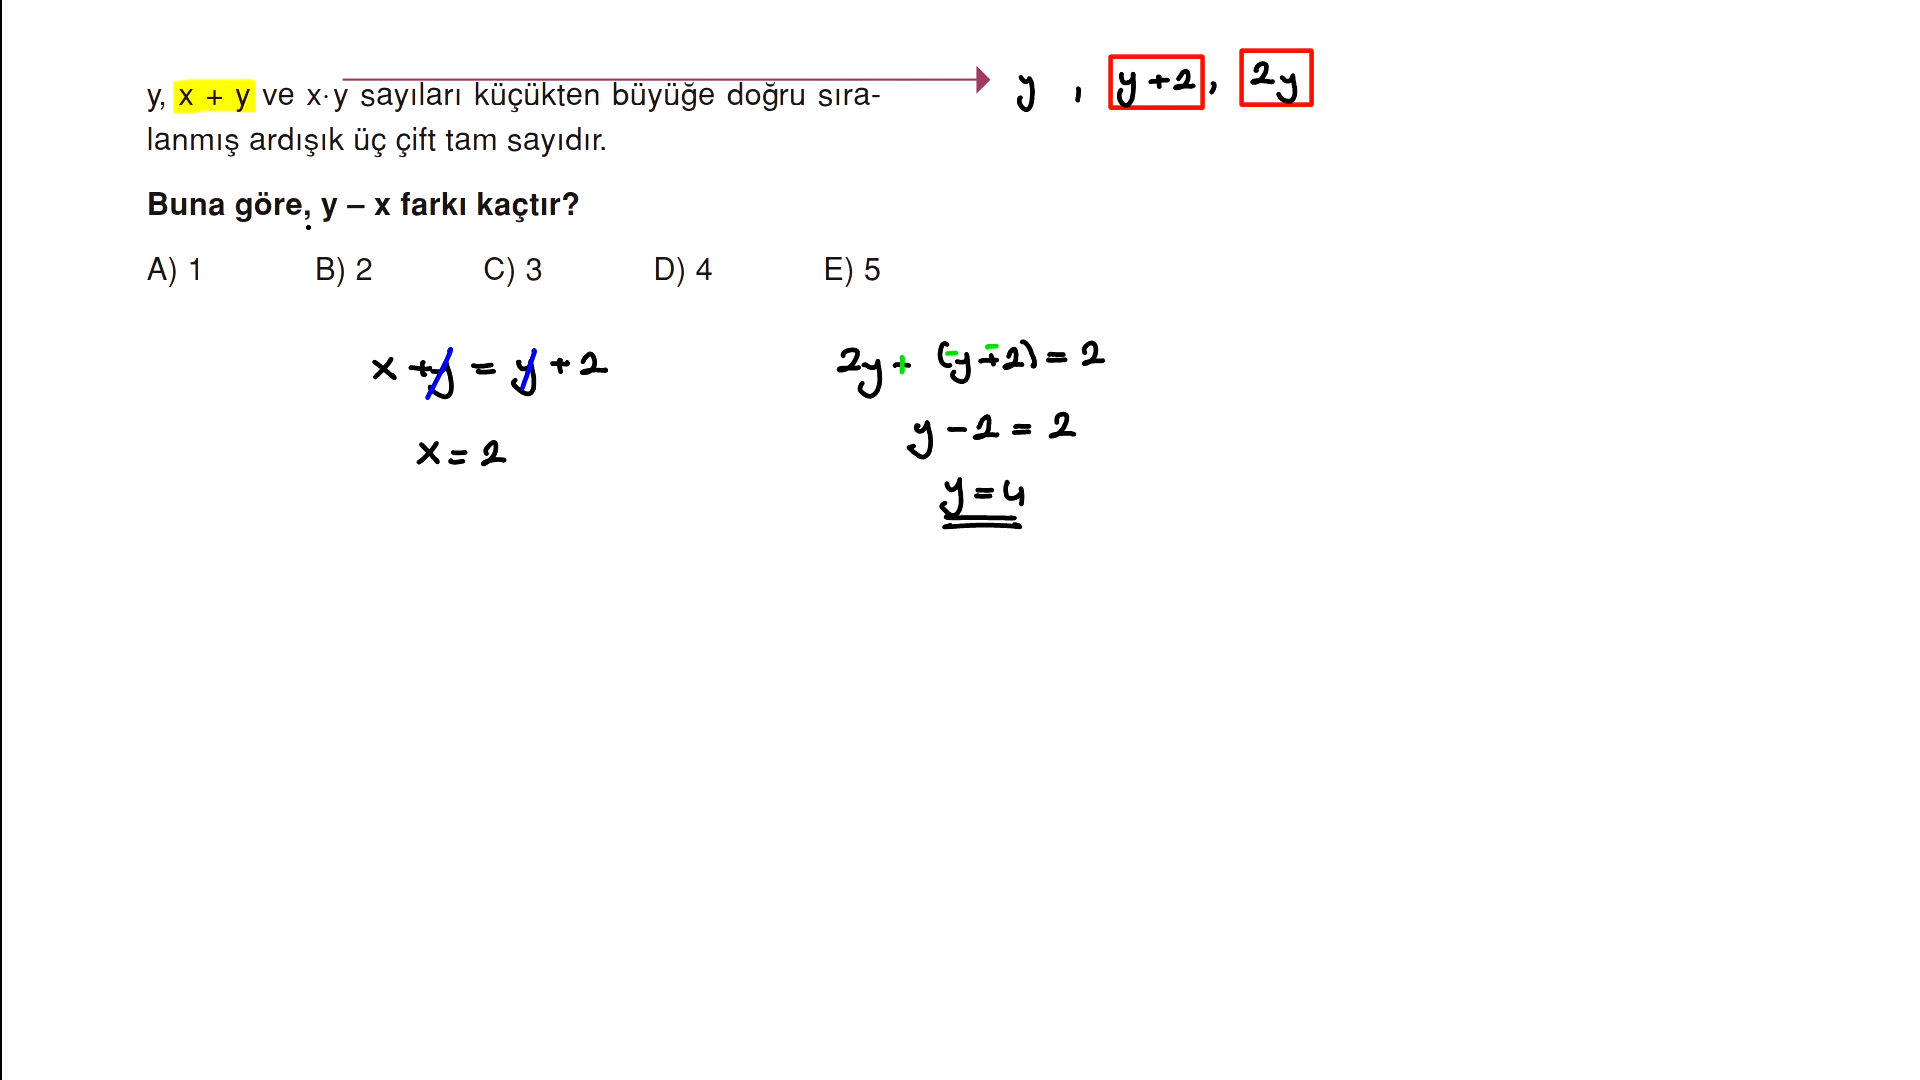 y, x + y ve x·y sayıları küçükten büyüğe doğru sıra-
lanmış ardışık üç çift tam sayıdır.
y , y+2, 2y
Buna göre, y – x farkı kaçtır?
A) 1 B) 2 C) 3 D) 4 E) 5
x + y = y + 2
x = 2
2y + (-y - 2) = 2
y - 2 = 2
y = 4